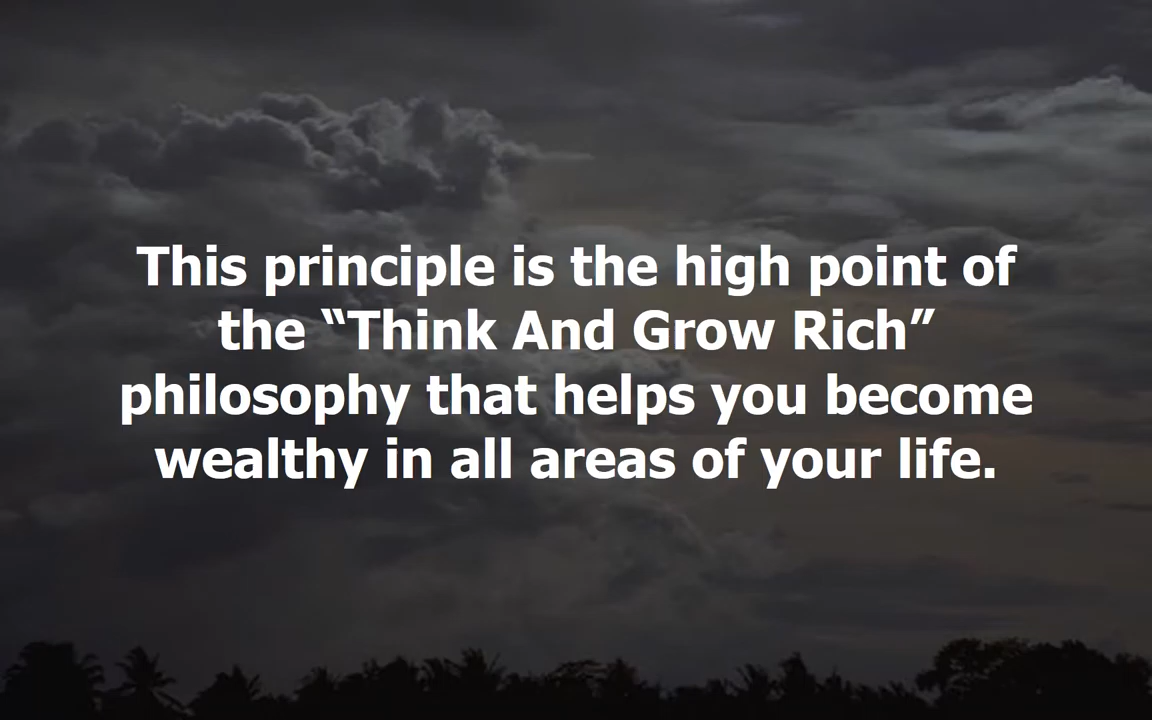 This principle is the high point of
the “Think And Grow Rich”
philosophy that helps you become
wealthy in all areas of your life.